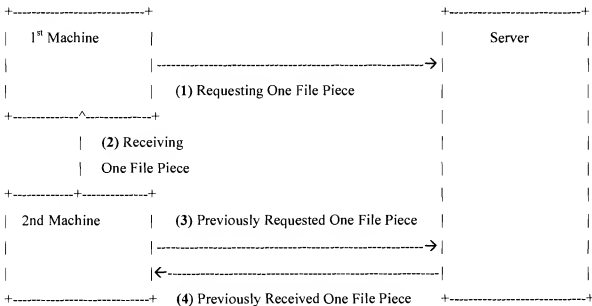 1st Machine
Server
(1) Requesting One File Piece
(2) Receiving
One File Piece
2nd Machine
(3) Previously Requested One File Piece
(4) Previously Received One File Piece